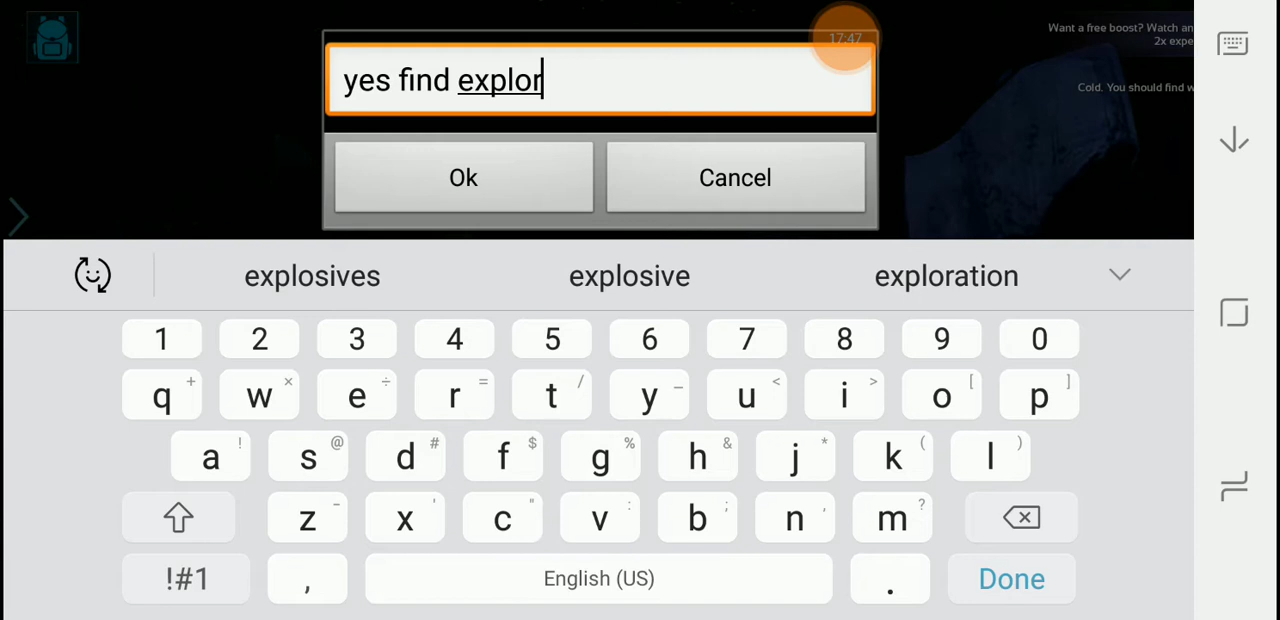 17:47
Want a free boost? Watch an
2x expe
yes find explor
Cold. You should find w
Ok Cancel
explosives explosive exploration
1 2 3 4 5 6 7 8 9 0
q + w × e ÷ r = t / y _ u < i > o [ p ]
a ! s @ d # f $ g % h & j * k ( l )
z - x ' c " v : b ; n , m ?
!#1 , English (US) . Done